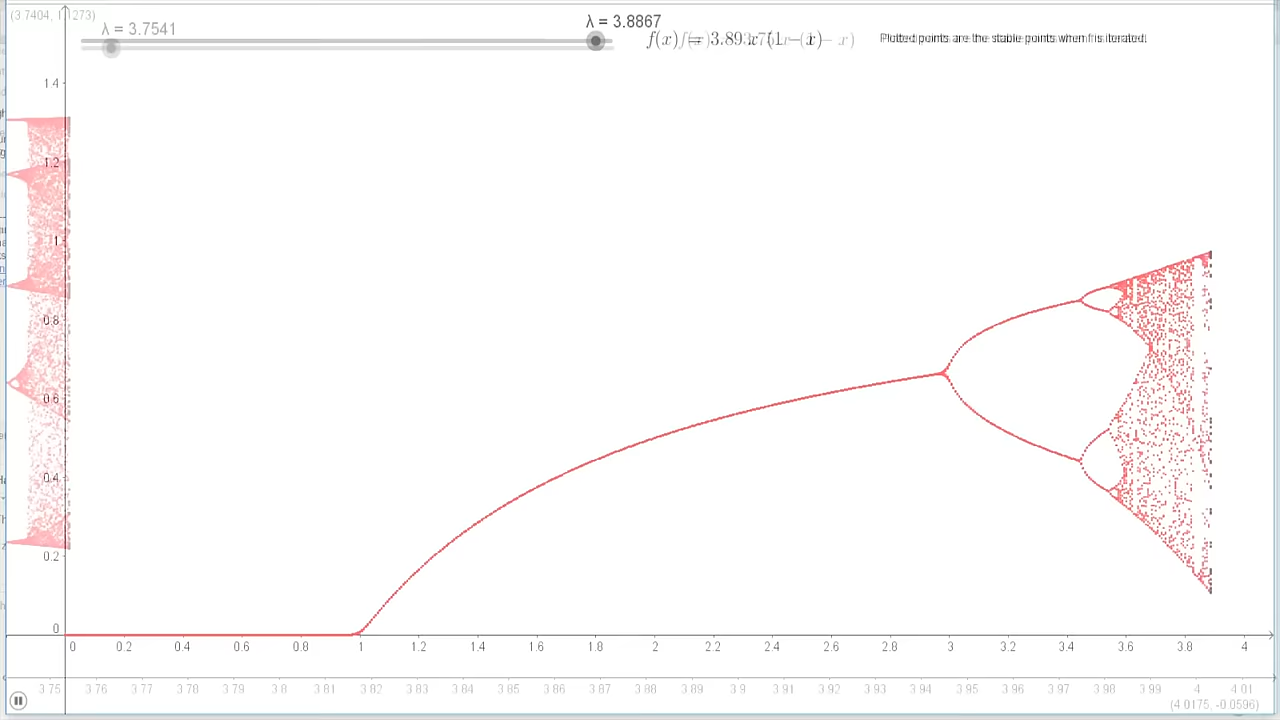 (3.7404, 1.1273)
λ = 3.7541
λ = 3.8867
f(x) = 3.89 x (1 − x)
Plotted points are the stable points when f is iterated.
1.4
1.2
1
0.8
0.6
0.4
0.2
0
0 0.2 0.4 0.6 0.8 1 1.2 1.4 1.6 1.8 2 2.2 2.4 2.6 2.8 3 3.2 3.4 3.6 3.8 4
3.75 3.76 3.77 3.78 3.79 3.8 3.81 3.82 3.83 3.84 3.85 3.86 3.87 3.88 3.89 3.9 3.91 3.92 3.93 3.94 3.95 3.96 3.97 3.98 3.99 4 4.01
(4.0175, -0.0596)